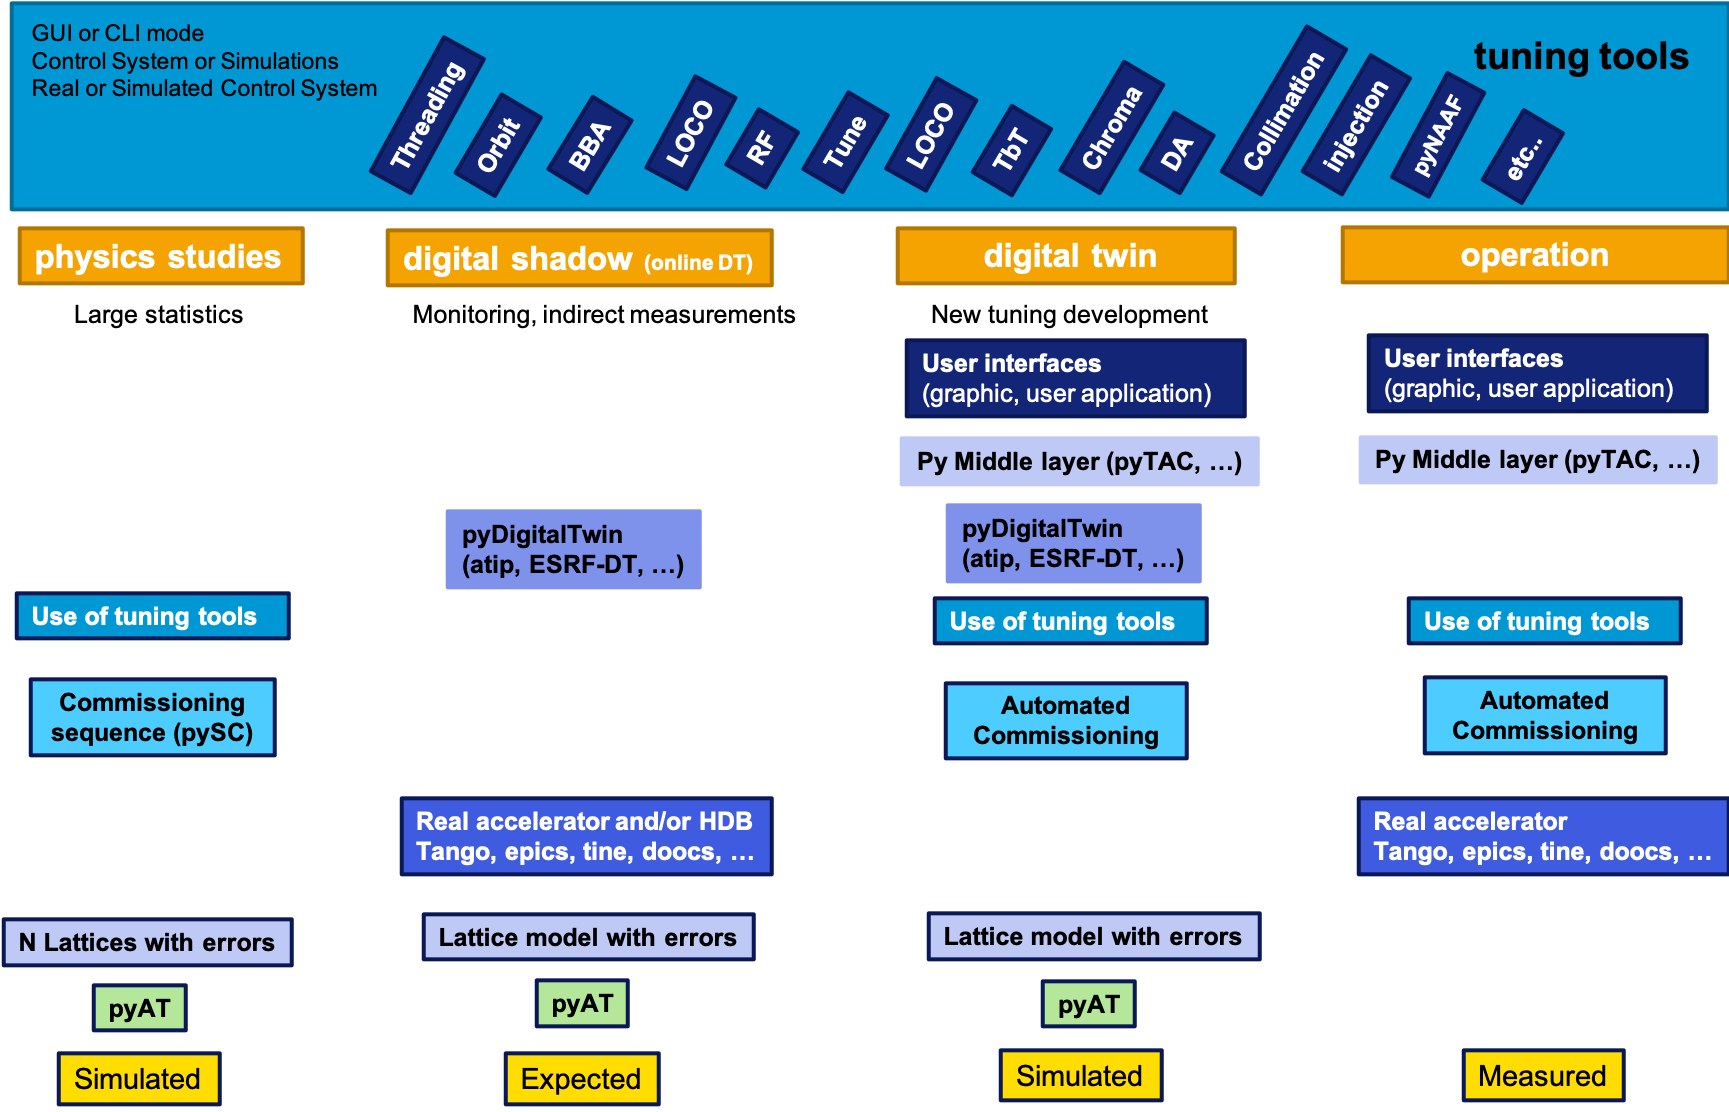 GUI or CLI mode
Control System or Simulations
Real or Simulated Control System
tuning tools
Threading
Orbit
BBA
LOCO
RF
Tune
LOCO
TbT
Chroma
DA
Collimation
injection
pyNAAF
etc..
physics studies
digital shadow (online DT)
digital twin
operation
Large statistics
Monitoring, indirect measurements
New tuning development
User interfaces
(graphic, user application)
User interfaces
(graphic, user application)
Py Middle layer (pyTAC, …)
Py Middle layer (pyTAC, …)
pyDigitalTwin
(atip, ESRF-DT, …)
pyDigitalTwin
(atip, ESRF-DT, …)
Use of tuning tools
Use of tuning tools
Use of tuning tools
Commissioning
sequence (pySC)
Automated
Commissioning
Automated
Commissioning
Real accelerator and/or HDB
Tango, epics, tine, doocs, …
Real accelerator
Tango, epics, tine, doocs, …
N Lattices with errors
Lattice model with errors
Lattice model with errors
pyAT
pyAT
pyAT
Simulated
Expected
Simulated
Measured